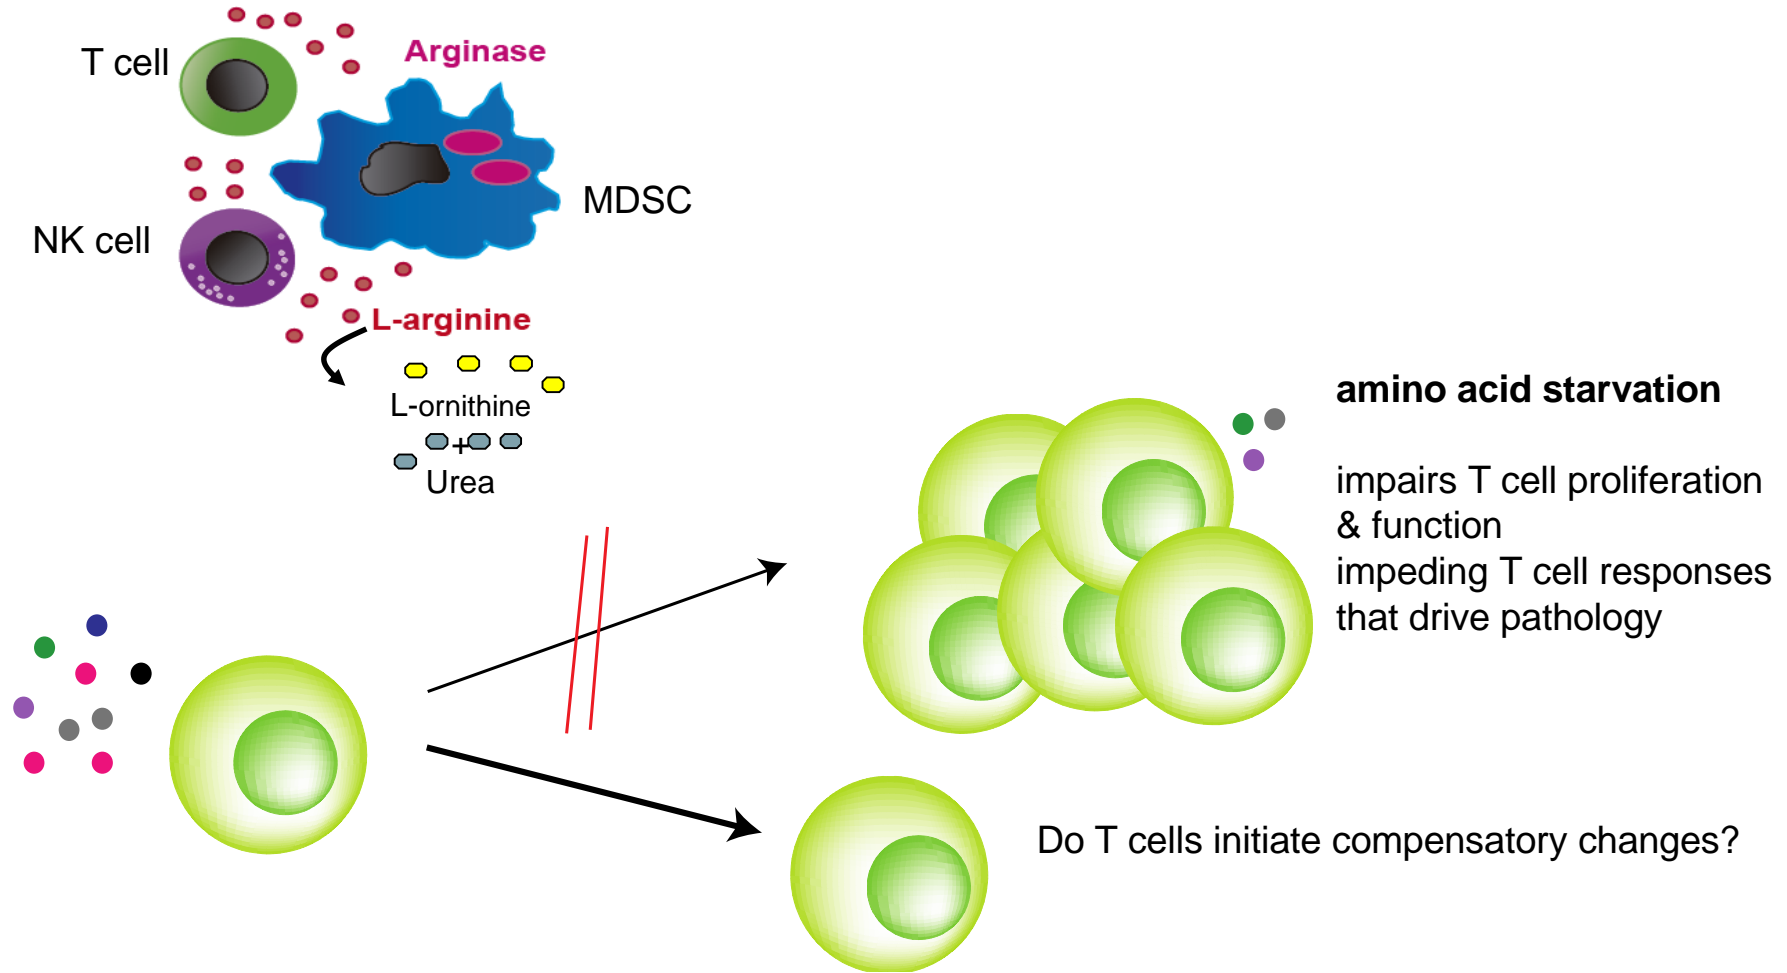 T cell
Arginase
MDSC
NK cell
L-arginine
L-ornithine
+
Urea
amino acid starvation
impairs T cell proliferation
& function
impeding T cell responses
that drive pathology
Do T cells initiate compensatory changes?